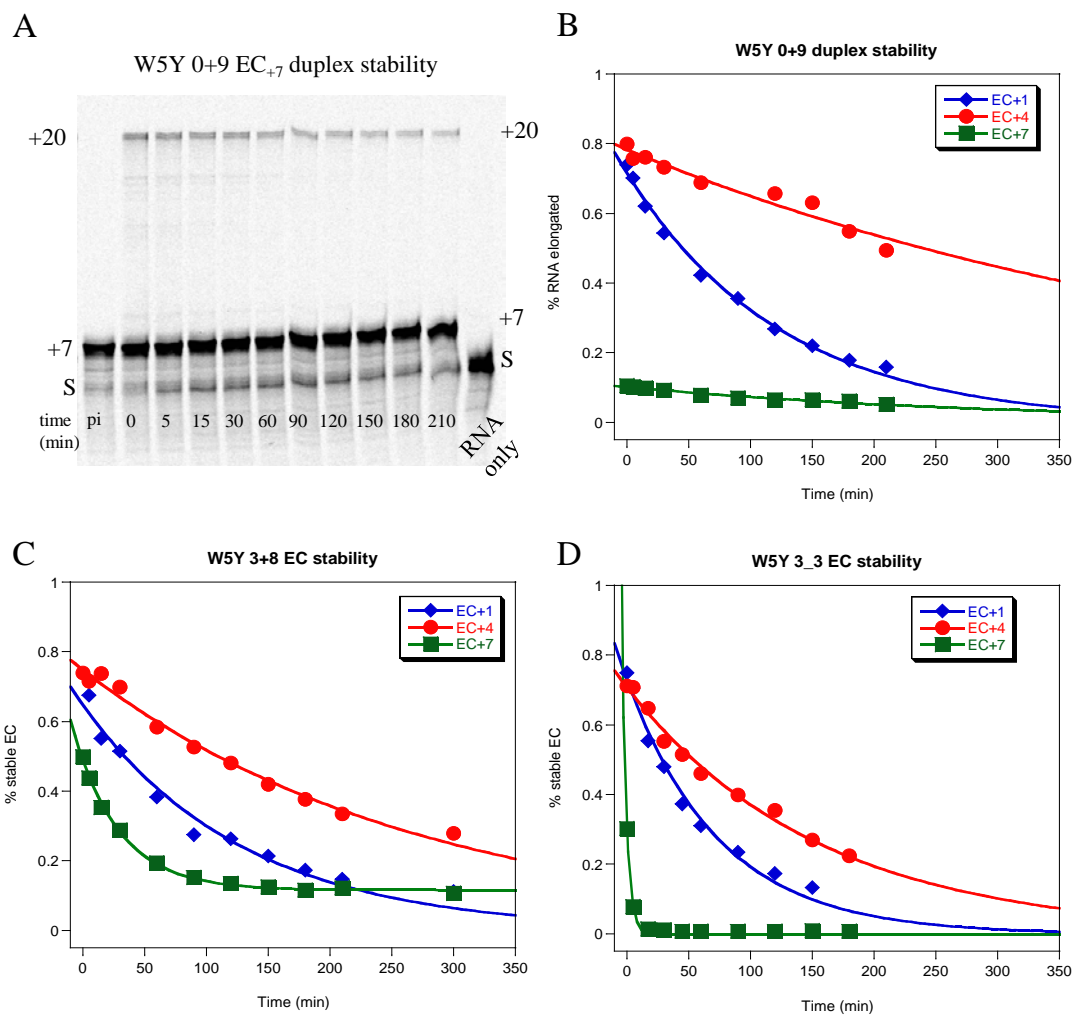 A
W5Y 0+9 EC+7 duplex stability
+20
+20
+7
+7
S
S
time (min)
pi 0 5 15 30 60 90 120 150 180 210
RNA only
B
W5Y 0+9 duplex stability
EC+1
EC+4
EC+7
% RNA elongated
1
0.8
0.6
0.4
0.2
0
0 50 100 150 200 250 300 350
Time (min)
C
W5Y 3+8 EC stability
EC+1
EC+4
EC+7
% stable EC
1
0.8
0.6
0.4
0.2
0
0 50 100 150 200 250 300 350
Time (min)
D
W5Y 3_3 EC stability
EC+1
EC+4
EC+7
% stable EC
1
0.8
0.6
0.4
0.2
0
0 50 100 150 200 250 300 350
Time (min)